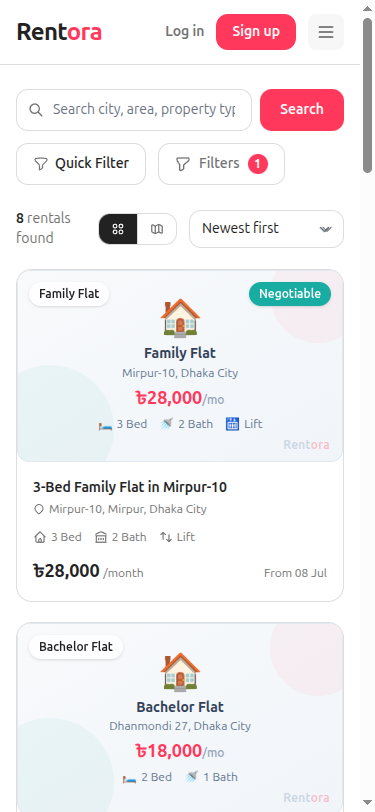 Rentora
Log in
Sign up
Search city, area, property typ
Search
Quick Filter
Filters 1
8 rentals
found
Newest first
Family Flat
Negotiable
Family Flat
Mirpur-10, Dhaka City
৳28,000/mo
3 Bed 2 Bath Lift
Rentora
3-Bed Family Flat in Mirpur-10
Mirpur-10, Mirpur, Dhaka City
3 Bed 2 Bath Lift
৳28,000 /month
From 08 Jul
Bachelor Flat
Bachelor Flat
Dhanmondi 27, Dhaka City
৳18,000/mo
2 Bed 1 Bath
Rentora